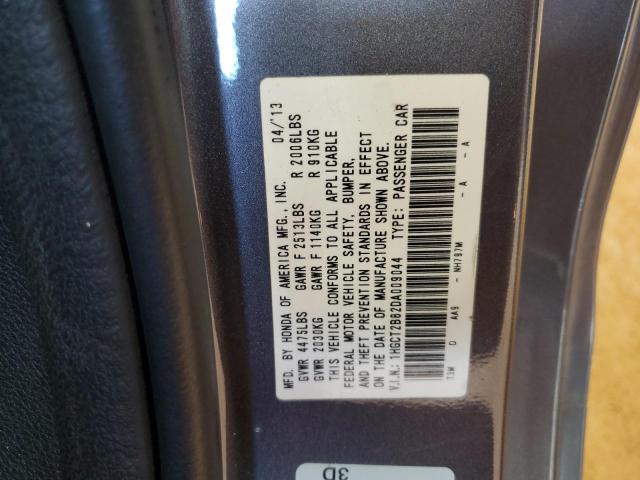 MFD. BY HONDA OF AMERICA MFG., INC. 04/'13
GVWR 4475LBS GAWR F 2513LBS R 2006LBS
GVWR 2030KG GAWR F 1140KG R 910KG
THIS VEHICLE CONFORMS TO ALL APPLICABLE
FEDERAL MOTOR VEHICLE SAFETY, BUMPER,
AND THEFT PREVENTION STANDARDS IN EFFECT
ON THE DATE OF MANUFACTURE SHOWN ABOVE.
V.I.N.: 1HGCT2B82DA009044 TYPE: PASSENGER CAR
13M D AA9 - NH797M - A - A
3D